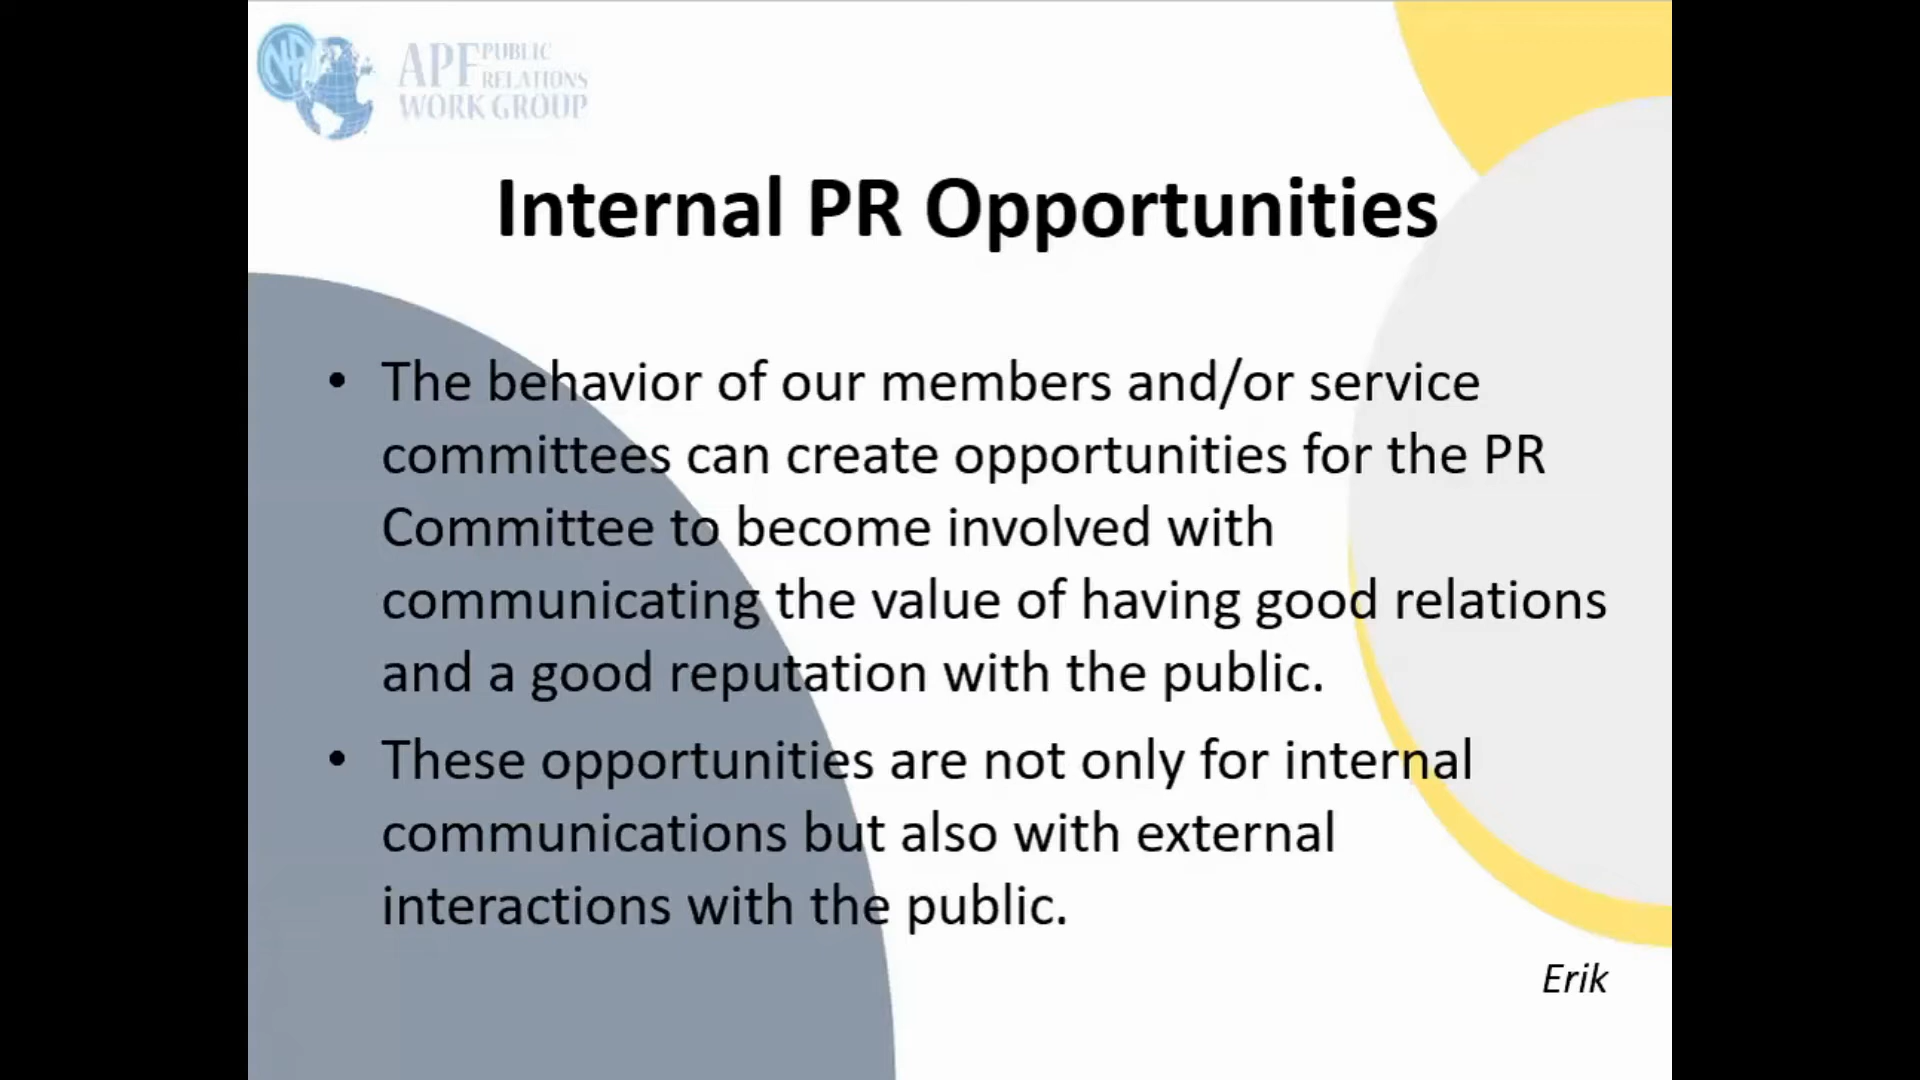 NA
APF PUBLIC
RELATIONS
WORK GROUP
Internal PR Opportunities
• The behavior of our members and/or service
committees can create opportunities for the PR
Committee to become involved with
communicating the value of having good relations
and a good reputation with the public.
• These opportunities are not only for internal
communications but also with external
interactions with the public.
Erik